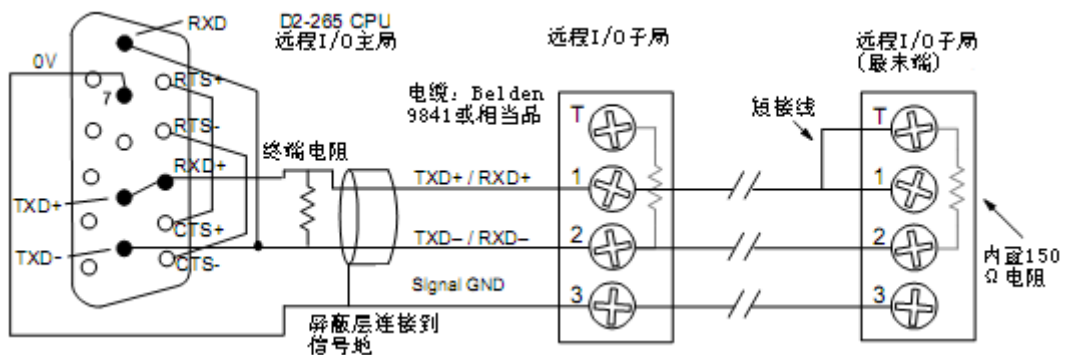 RXD
D2-265 CPU
远程I/O主局
远程I/O子局
远程I/O子局
(最末端)
0V
RTS+
7
电缆: Belden
9841或相当品
T
短接线
T
RTS-
终端电阻
RXD+
TXD+ / RXD+
1
1
TXD+
CTS+
TXD– / RXD–
2
2
TXD-
CTS-
内置150
Ω电阻
Signal GND
3
3
屏蔽层连接到
信号地